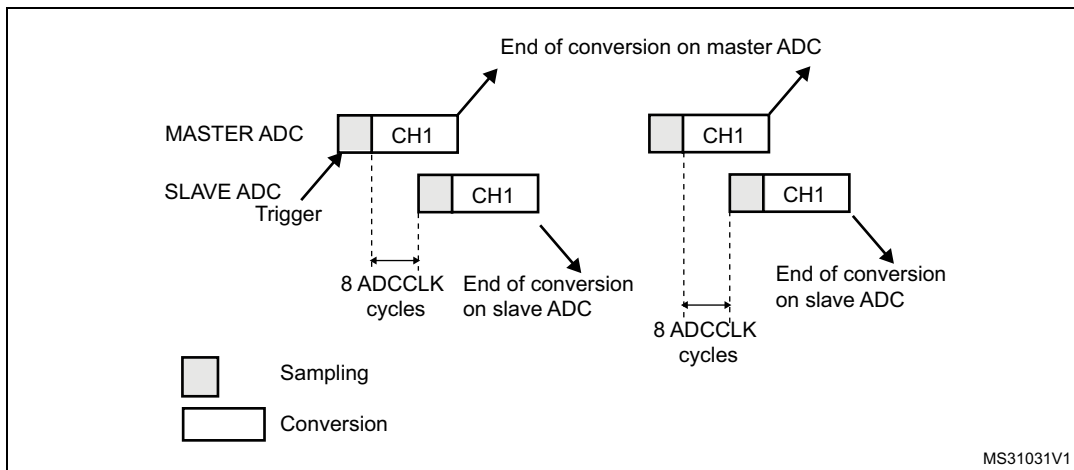 End of conversion on master ADC
MASTER ADC
CH1
CH1
SLAVE ADC
Trigger
CH1
CH1
8 ADCCLK
cycles
End of conversion
on slave ADC
End of conversion
on slave ADC
8 ADCCLK
cycles
Sampling
Conversion
MS31031V1